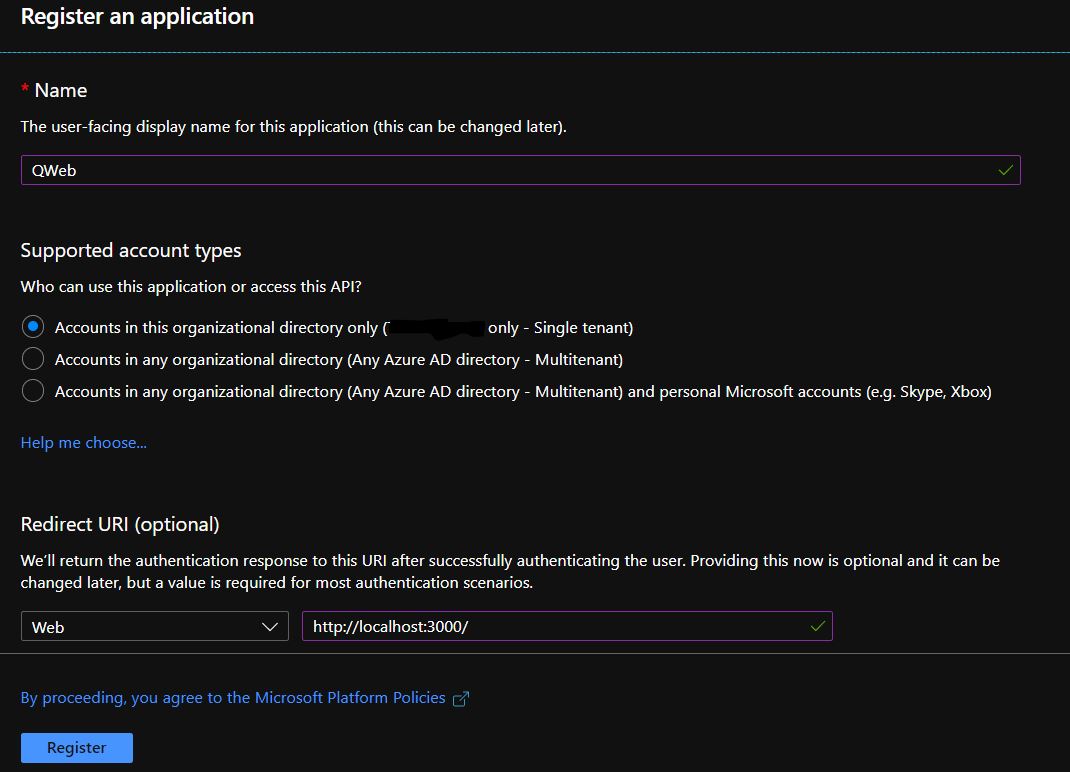 Register an application
* Name
The user-facing display name for this application (this can be changed later).
QWeb
Supported account types
Who can use this application or access this API?
Accounts in this organizational directory only ( only - Single tenant)
Accounts in any organizational directory (Any Azure AD directory - Multitenant)
Accounts in any organizational directory (Any Azure AD directory - Multitenant) and personal Microsoft accounts (e.g. Skype, Xbox)
Help me choose...
Redirect URI (optional)
We'll return the authentication response to this URI after successfully authenticating the user. Providing this now is optional and it can be
changed later, but a value is required for most authentication scenarios.
Web
http://localhost:3000/
By proceeding, you agree to the Microsoft Platform Policies
Register